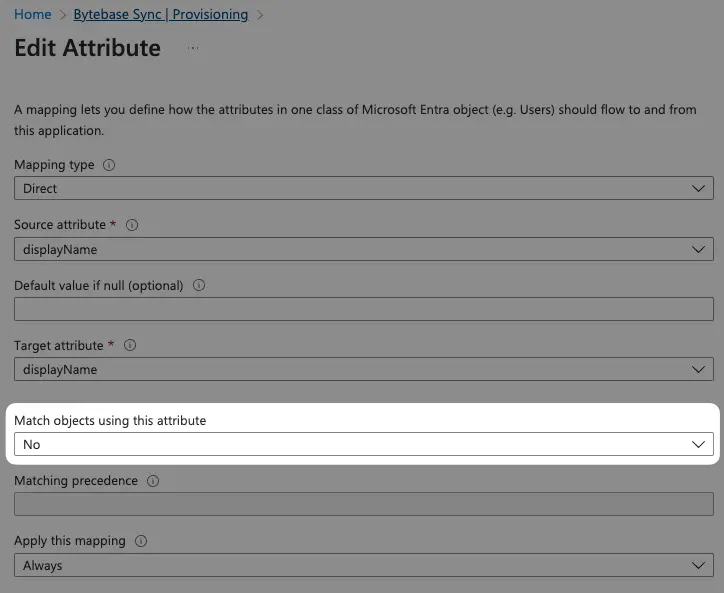 Home > Bytebase Sync | Provisioning >
Edit Attribute ...
A mapping lets you define how the attributes in one class of Microsoft Entra object (e.g. Users) should flow to and from
this application.
Mapping type
Direct
Source attribute *
displayName
Default value if null (optional)
Target attribute *
displayName
Match objects using this attribute
No
Matching precedence
Apply this mapping
Always